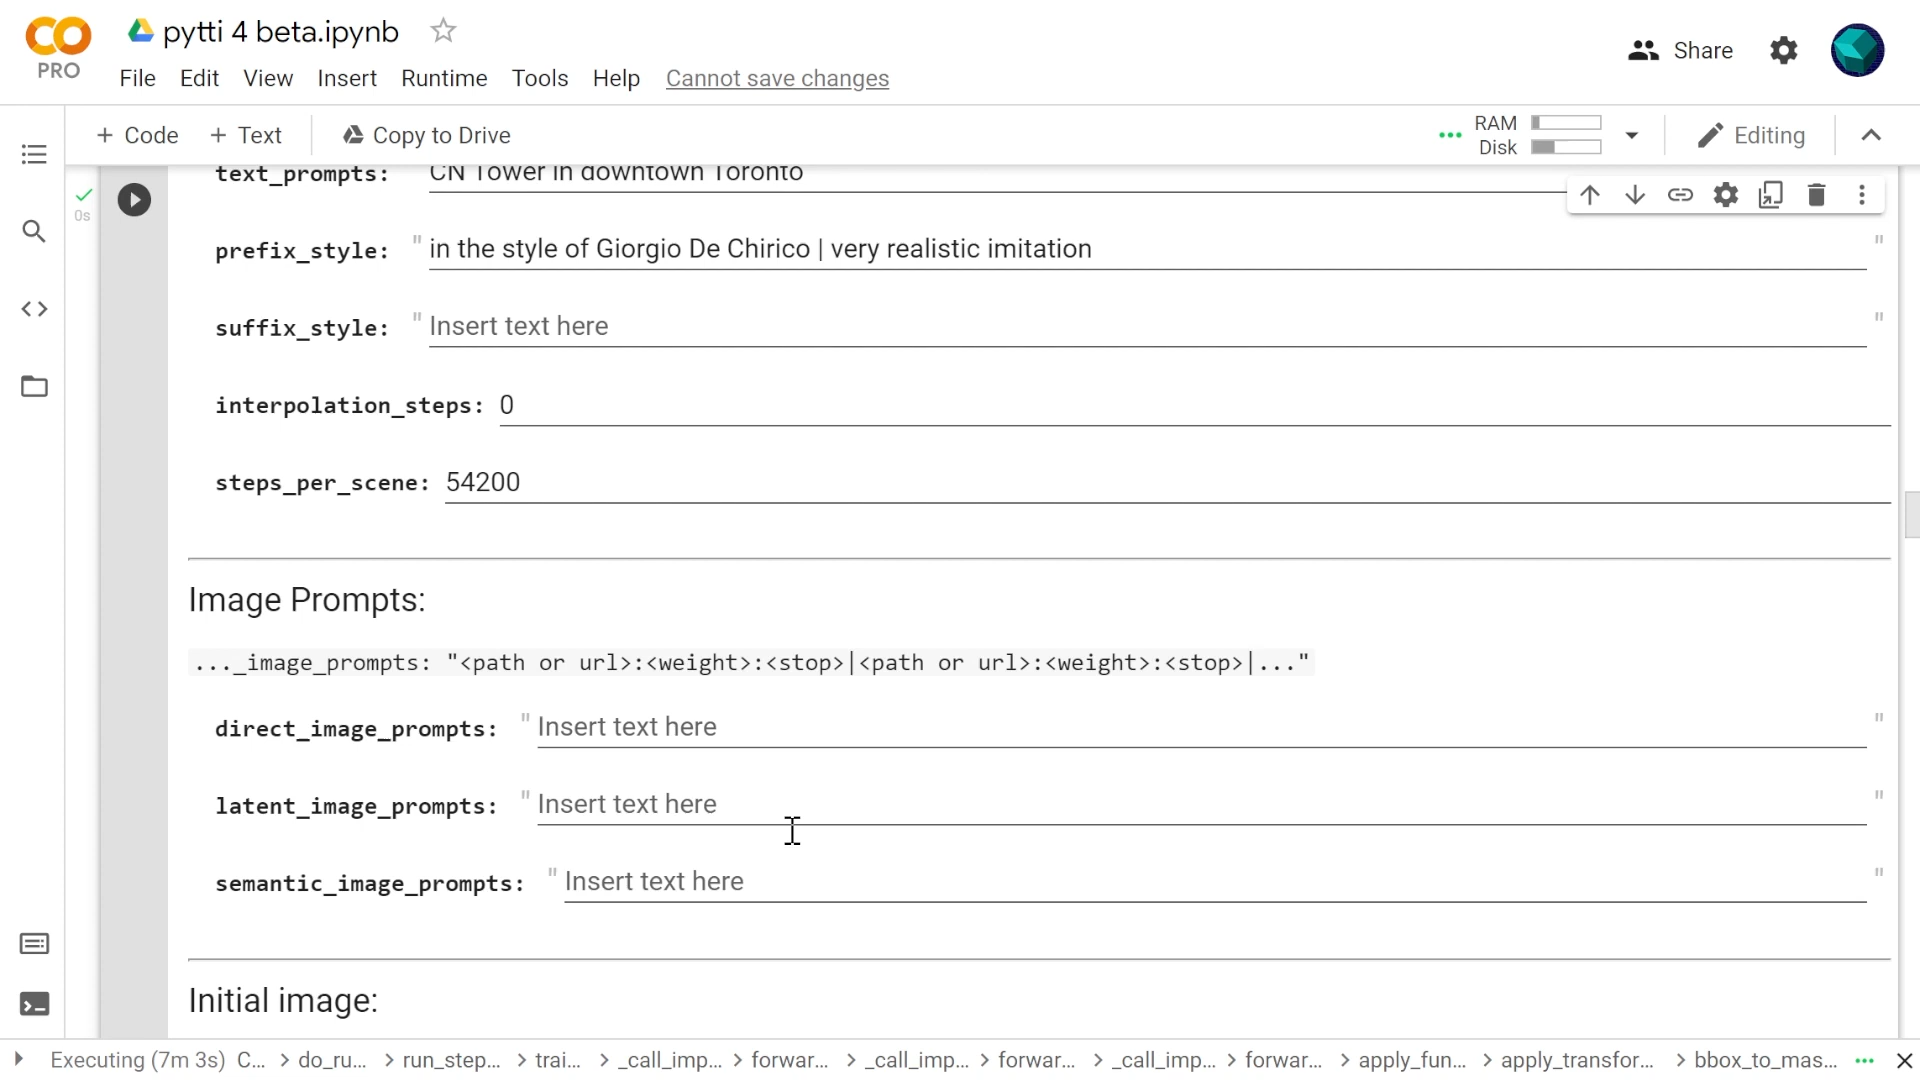 pytti 4 beta.ipynb
PRO
File Edit View Insert Runtime Tools Help Cannot save changes
Share
+ Code + Text Copy to Drive
RAM
Disk
Editing
0s
text_prompts: CN Tower in downtown Toronto
prefix_style: " in the style of Giorgio De Chirico | very realistic imitation "
suffix_style: " Insert text here "
interpolation_steps: 0
steps_per_scene: 54200
Image Prompts:
..._image_prompts: "<path or url>:<weight>:<stop>|<path or url>:<weight>:<stop>|..."
direct_image_prompts: " Insert text here "
latent_image_prompts: " Insert text here "
semantic_image_prompts: " Insert text here "
Initial image:
Executing (7m 3s) C... > do_ru... > run_step... > trai... > _call_imp... > forwar... > _call_imp... > forwar... > _call_imp... > forwar... > apply_fun... > apply_transfor... > bbox_to_mas...